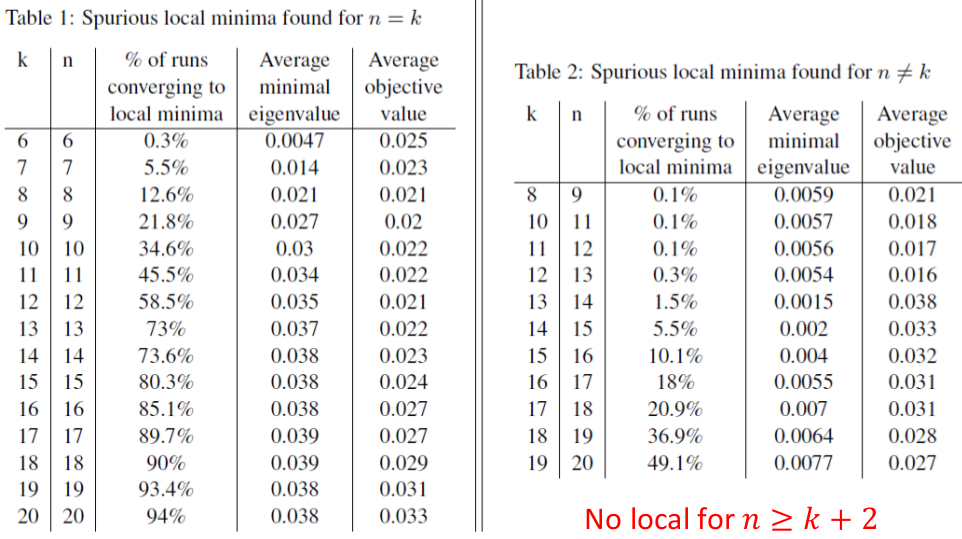 Table 1: Spurious local minima found for n = k
k n % of runs converging to local minima Average minimal eigenvalue Average objective value
6 6 0.3% 0.0047 0.025
7 7 5.5% 0.014 0.023
8 8 12.6% 0.021 0.021
9 9 21.8% 0.027 0.02
10 10 34.6% 0.03 0.022
11 11 45.5% 0.034 0.022
12 12 58.5% 0.035 0.021
13 13 73% 0.037 0.022
14 14 73.6% 0.038 0.023
15 15 80.3% 0.038 0.024
16 16 85.1% 0.038 0.027
17 17 89.7% 0.039 0.027
18 18 90% 0.039 0.029
19 19 93.4% 0.038 0.031
20 20 94% 0.038 0.033
Table 2: Spurious local minima found for n ≠ k
k n % of runs converging to local minima Average minimal eigenvalue Average objective value
8 9 0.1% 0.0059 0.021
10 11 0.1% 0.0057 0.018
11 12 0.1% 0.0056 0.017
12 13 0.3% 0.0054 0.016
13 14 1.5% 0.0015 0.038
14 15 5.5% 0.002 0.033
15 16 10.1% 0.004 0.032
16 17 18% 0.0055 0.031
17 18 20.9% 0.007 0.031
18 19 36.9% 0.0064 0.028
19 20 49.1% 0.0077 0.027
No local for n ≥ k + 2